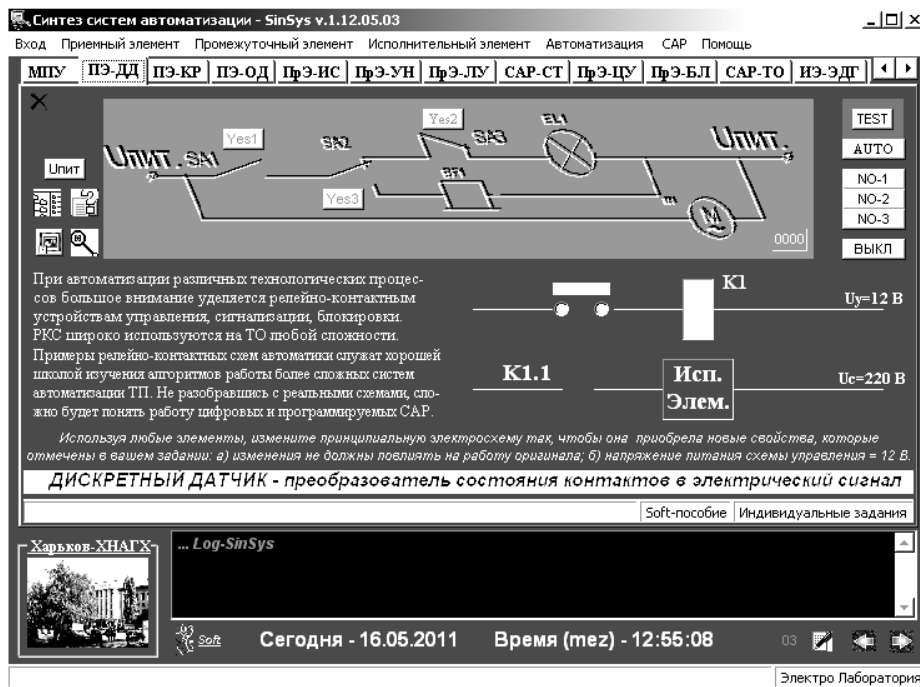 Синтез систем автоматизации - SinSys v.1.12.05.03
Вход Приемный элемент Промежуточный элемент Исполнительный элемент Автоматизация САР Помощь
МПУ ПЭ-ДД ПЭ-КР ПЭ-ОД ПрЭ-ИС ПрЭ-УН ПрЭ-ЛУ САР-СТ ПрЭ-ЦУ ПрЭ-БЛ САР-ТО ИЭ-ЭДГ
Uпит. SA1 Yes1 SA2 Yes2 SA3 EL1 Uпит.
Uпит
Yes3
M
0000
TEST
AUTO
NO-1
NO-2
NO-3
ВЫКЛ
При автоматизации различных технологических процес-
сов большое внимание уделяется релейно-контактным
устройствам управления, сигнализации, блокировки.
РКС широко используются на ТО любой сложности.
Примеры релейно-контактных схем автоматики служат хорошей
школой изучения алгоритмов работы более сложных систем
автоматизации ТП. Не разобравшись с реальными схемами, сло-
жно будет понять работу цифровых и программируемых САР.
K1
Uу=12 В
K1.1
Исп.
Элем.
Uс=220 В
Используя любые элементы, измените принципиальную электросхему так, чтобы она приобрела новые свойства, которые
отмечены в вашем задании: а) изменения не должны повлиять на работу оригинала; б) напряжение питания схемы управления = 12 В.
ДИСКРЕТНЫЙ ДАТЧИК - преобразователь состояния контактов в электрический сигнал
Soft-пособие Индивидуальные задания
Харьков-ХНАГХ
... Log-SinSys
Soft
Сегодня - 16.05.2011 Время (mez) - 12:55:08
03
Электро Лаборатория